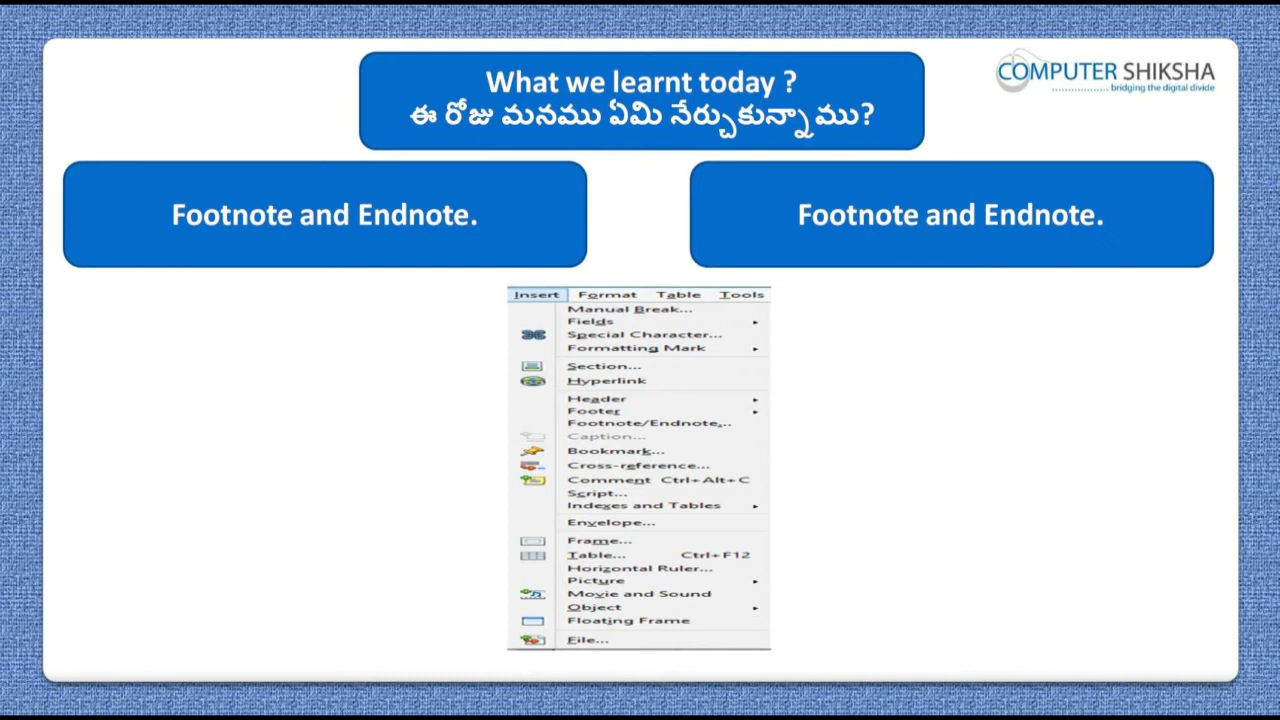 What we learnt today ?
ఈ రోజు మనము ఏమి నేర్చుకున్నాము?
COMPUTER SHIKSHA
bridging the digital divide
Footnote and Endnote.
Footnote and Endnote.
Insert Format Table Tools
Manual Break...
Fields
Special Character...
Formatting Mark
Section...
Hyperlink
Header
Footer
Footnote/Endnote...
Caption...
Bookmark...
Cross-reference...
Comment Ctrl+Alt+C
Script...
Indexes and Tables
Envelope...
Frame...
Table... Ctrl+F12
Horizontal Ruler...
Picture
Movie and Sound
Object
Floating Frame
File...